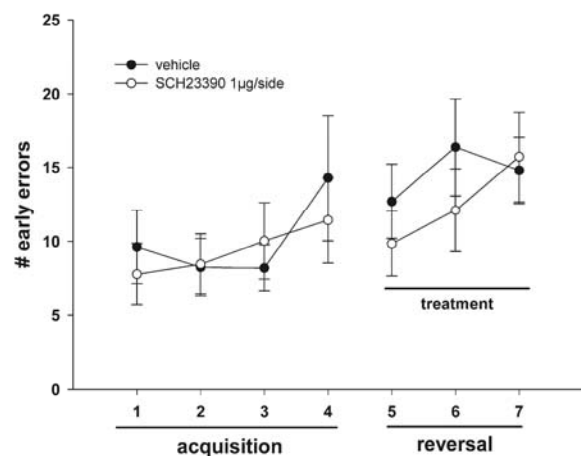 25
20
15
10
5
0
# early errors
vehicle
SCH23390 1µg/side
treatment
1 2 3 4 5 6 7
acquisition reversal